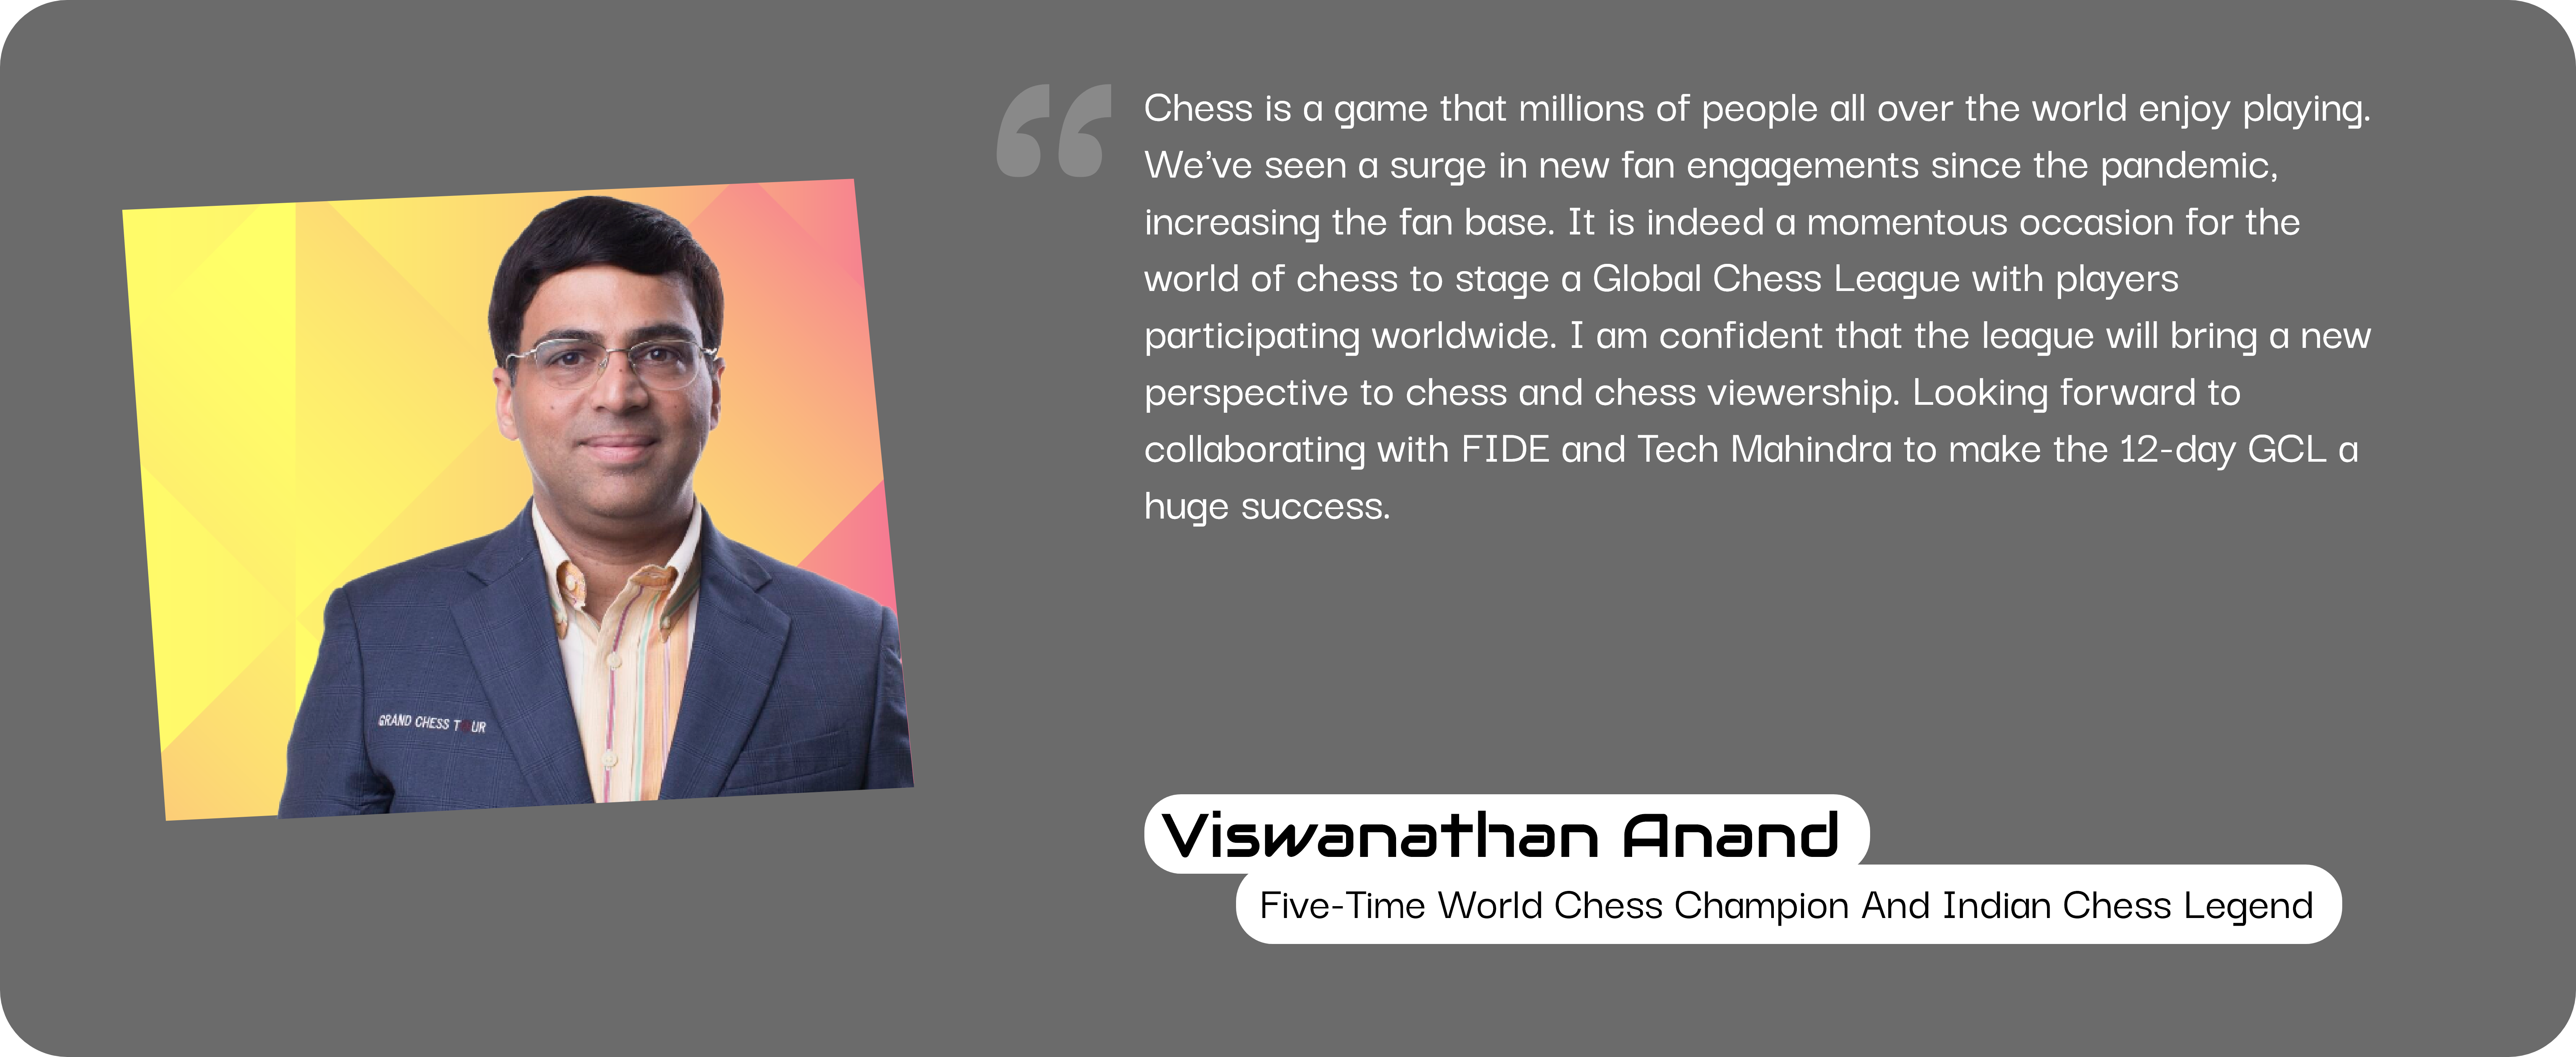 “
Chess is a game that millions of people all over the world enjoy playing.
We’ve seen a surge in new fan engagements since the pandemic,
increasing the fan base. It is indeed a momentous occasion for the
world of chess to stage a Global Chess League with players
participating worldwide. I am confident that the league will bring a new
perspective to chess and chess viewership. Looking forward to
collaborating with FIDE and Tech Mahindra to make the 12-day GCL a
huge success.
GRAND CHESS TOUR
Viswanathan Anand
Five-Time World Chess Champion And Indian Chess Legend